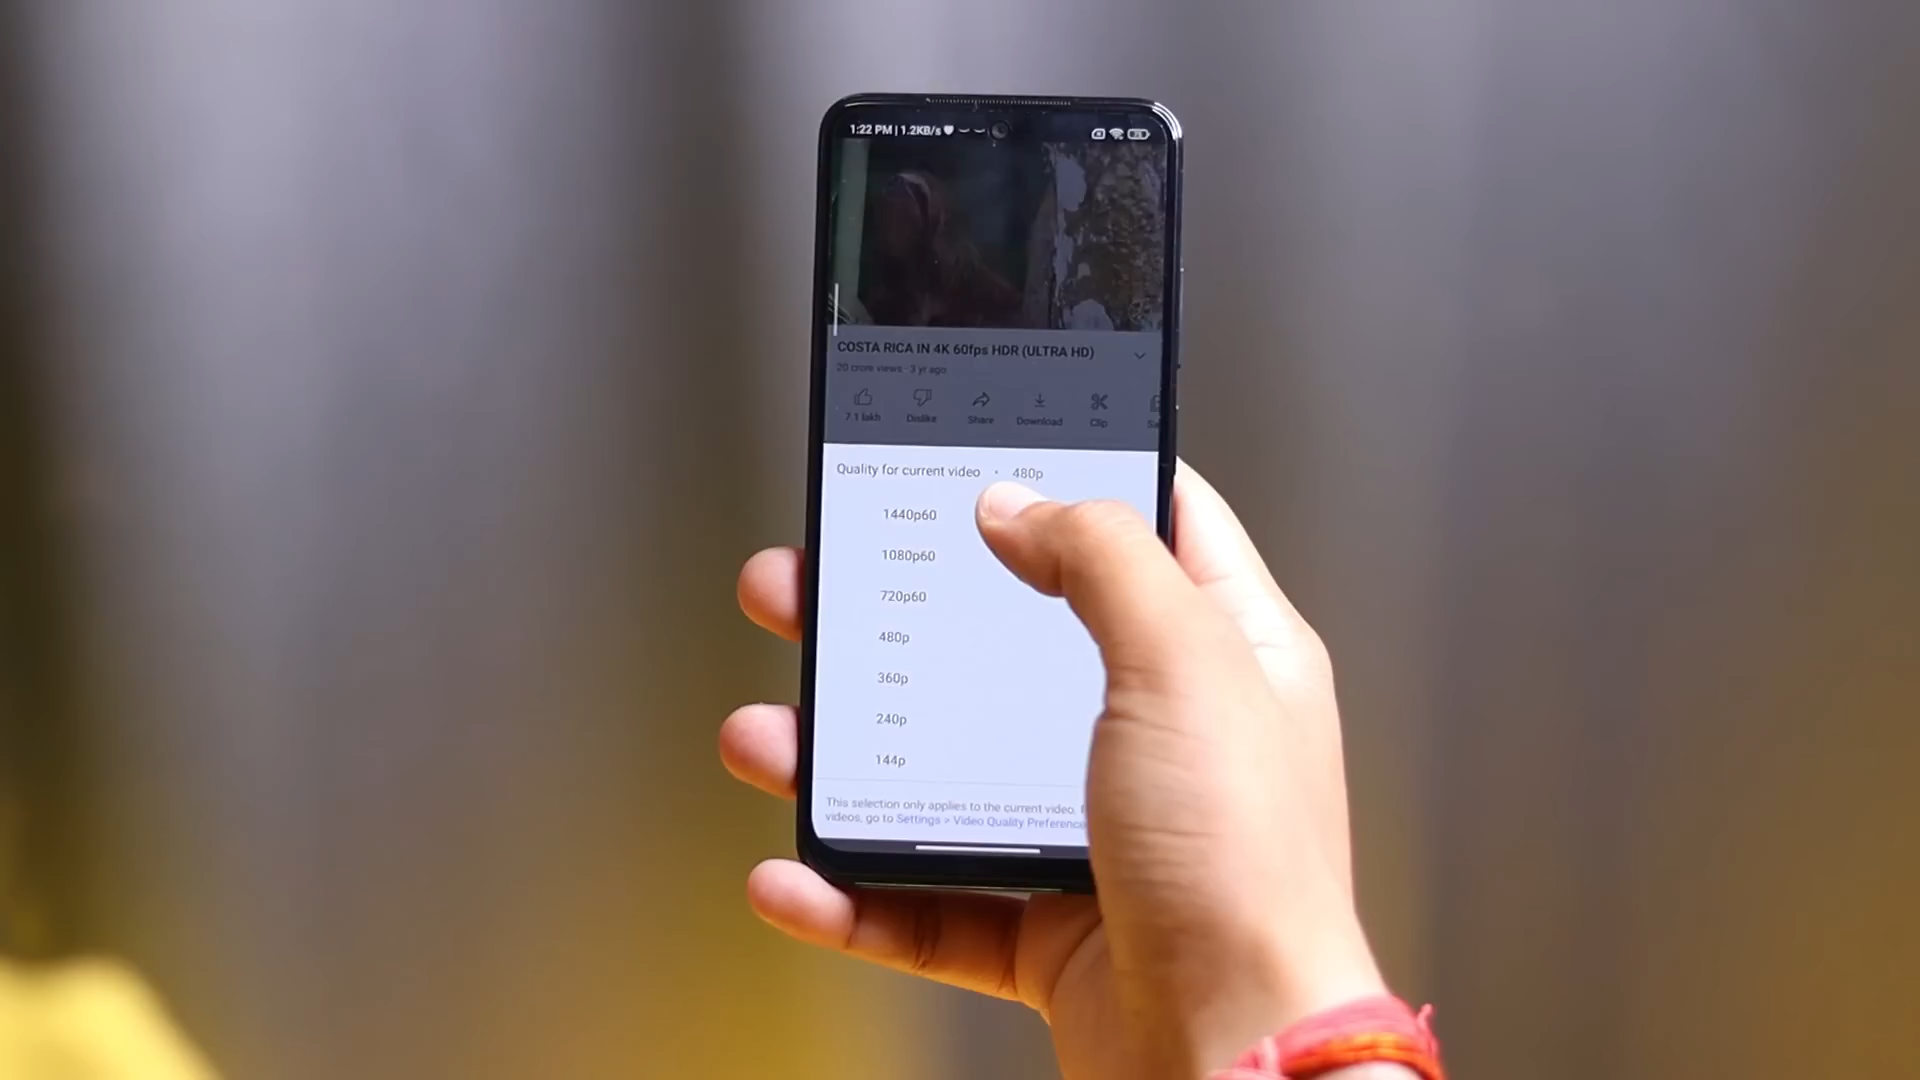 1:22 PM | 1.2KB/s
COSTA RICA IN 4K 60fps HDR (ULTRA HD)
20 crore views · 3 yr ago
7.1 lakh
Dislike
Share
Download
Clip
Quality for current video • 480p
1440p60
1080p60
720p60
480p
360p
240p
144p
This selection only applies to the current video.
videos, go to Settings > Video Quality Preference